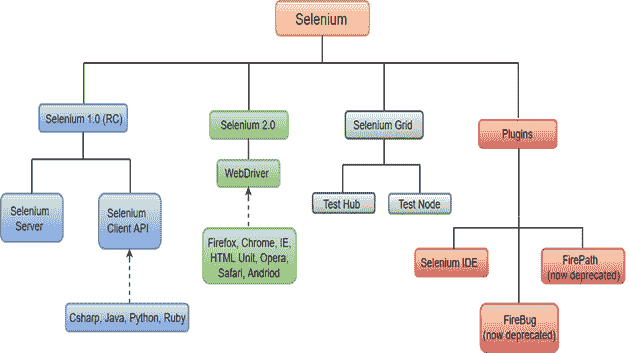 Selenium
Selenium 1.0 (RC)
Selenium 2.0
Selenium Grid
Plugins
WebDriver
Selenium
Server
Selenium
Client API
Test Hub
Test Node
Firefox, Chrome, IE,
HTML Unit, Opera,
Safari, Andriod
Selenium IDE
FirePath
(now deprecated)
Csharp, Java, Python, Ruby
FireBug
(now deprecated)